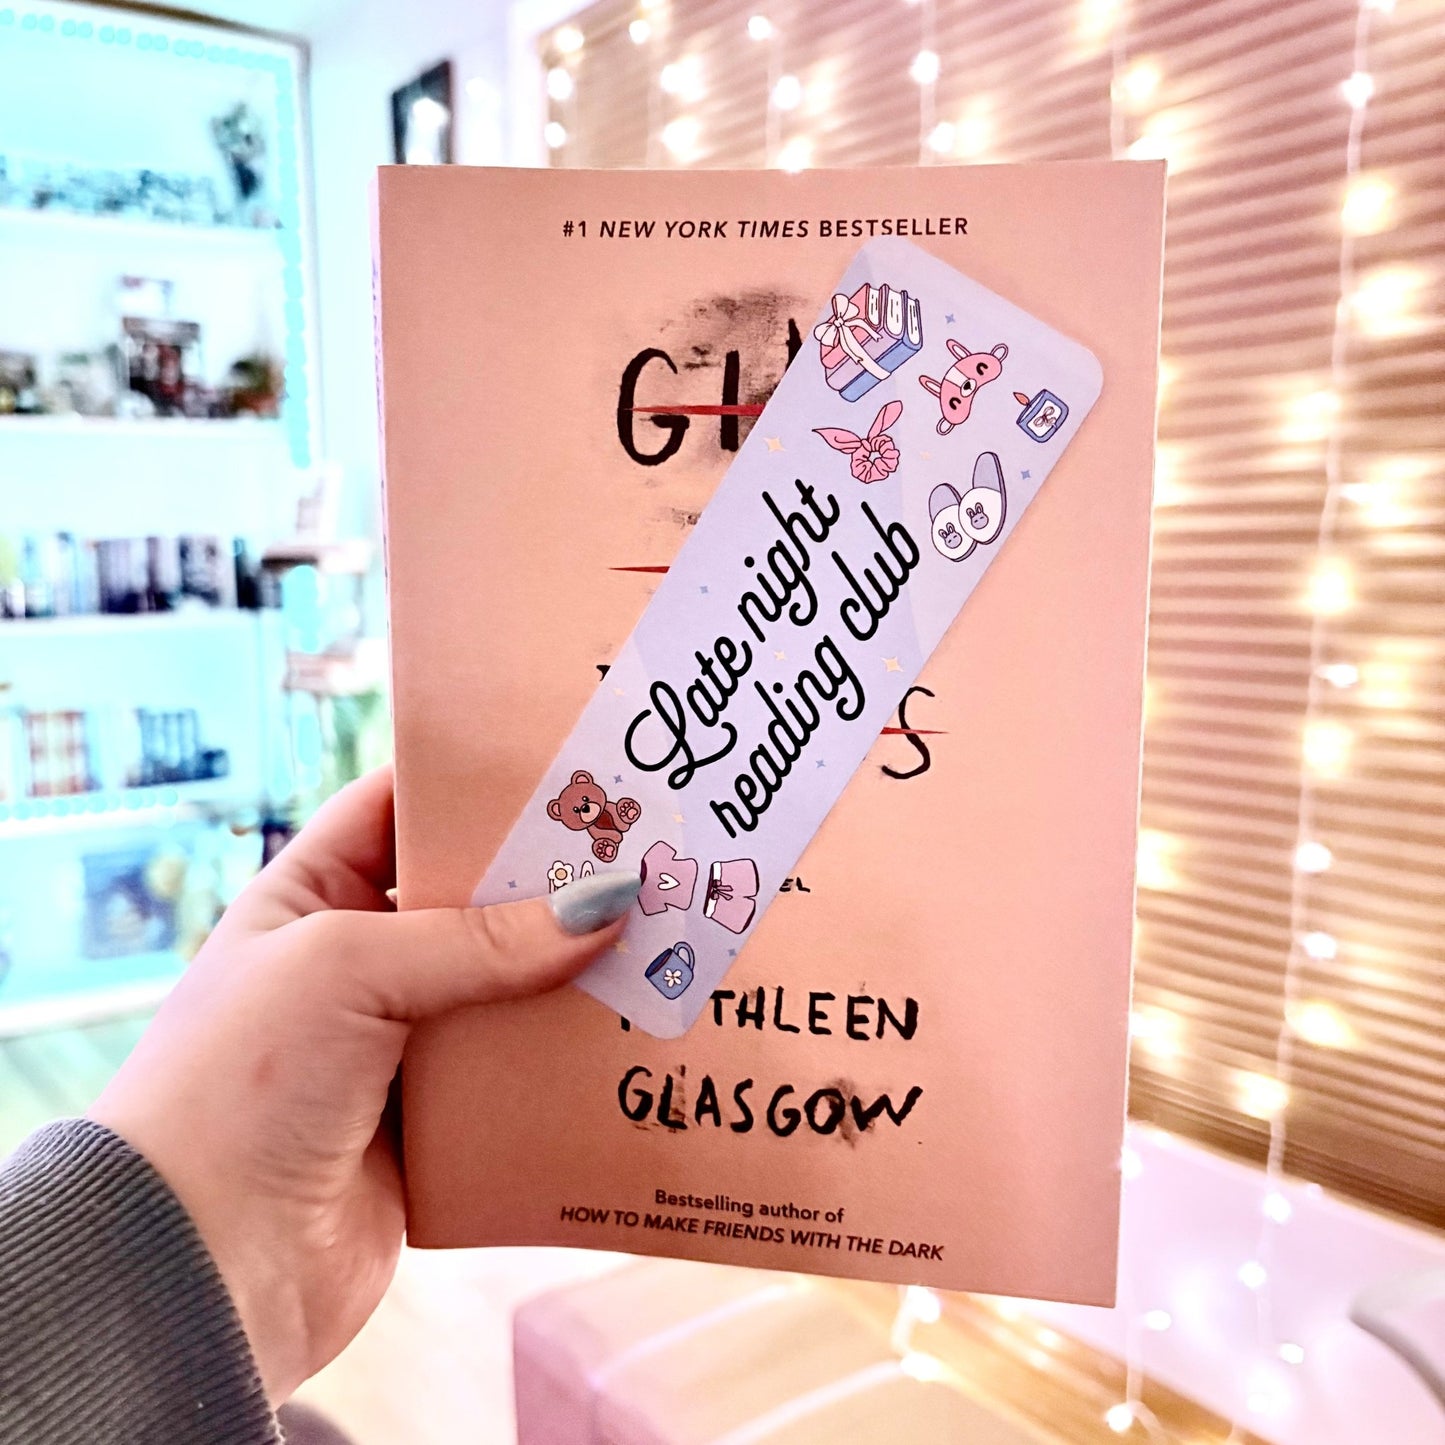 #1 NEW YORK TIMES BESTSELLER
Late night
reading club
THLEEN
GLASGOW
Bestselling author of
HOW TO MAKE FRIENDS WITH THE DARK